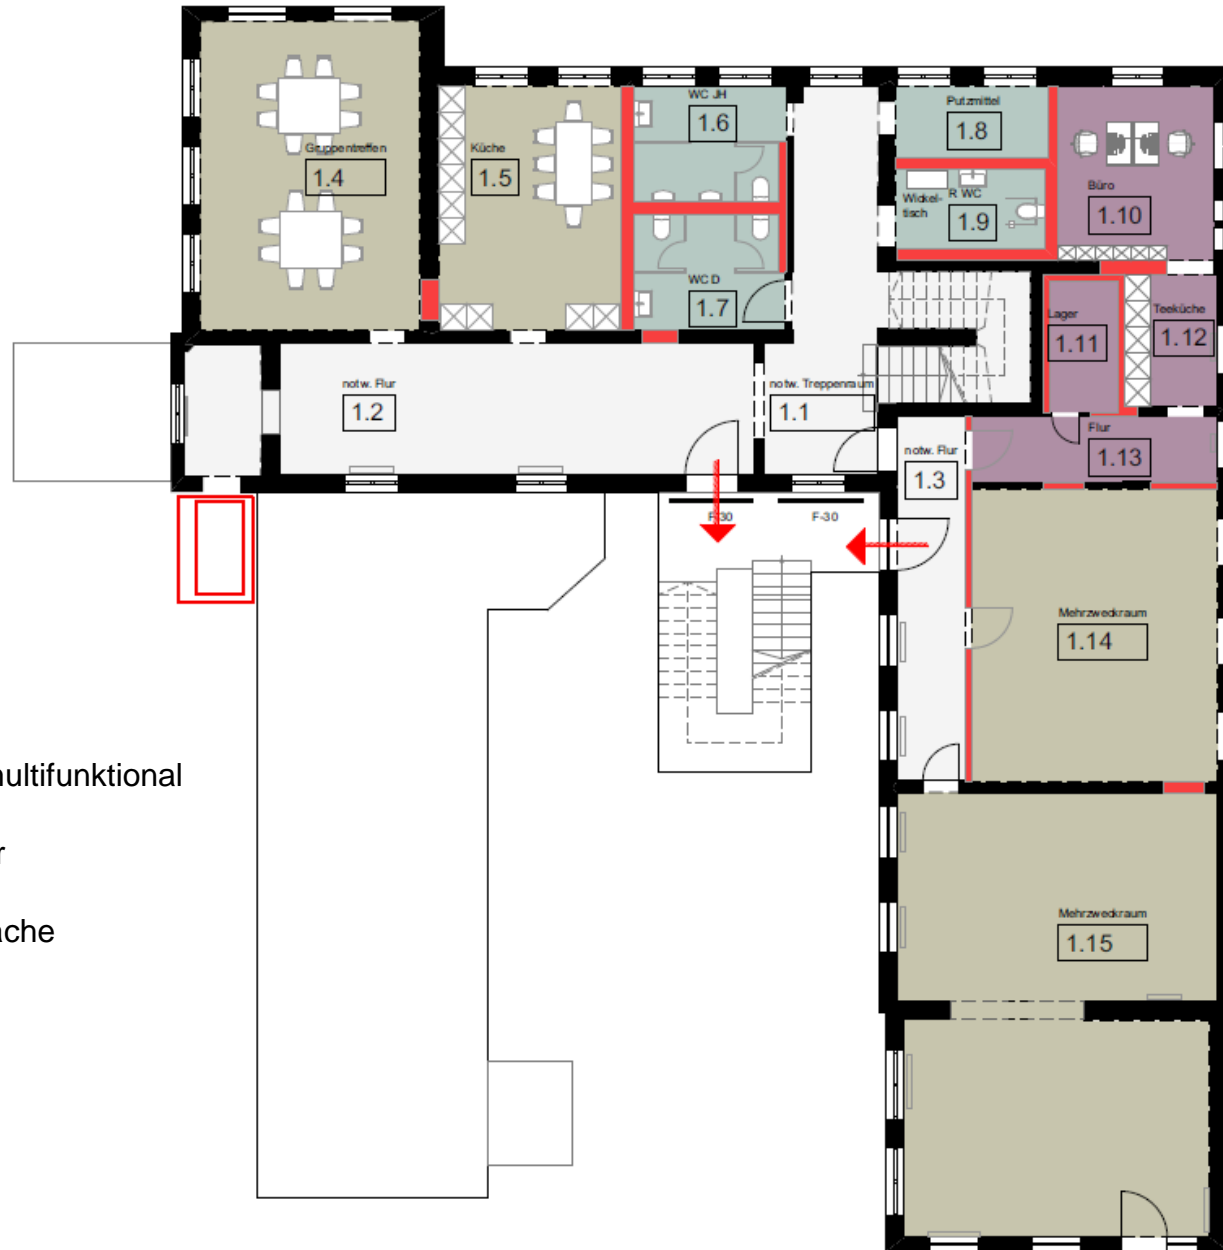 WC JH
1.6
Putzmittel
1.8
Gruppentreffen
1.4
Küche
1.5
Büro
1.10
Wickel-
tisch
R WC
1.9
WC D
1.7
Lager
1.11
Teeküche
1.12
notw. Flur
1.2
notw. Treppenraum
1.1
Flur
1.13
notw. Flur
1.3
F-30
F-30
Mehrzweckraum
1.14
multifunktional
r
Mehrzweckraum
1.15